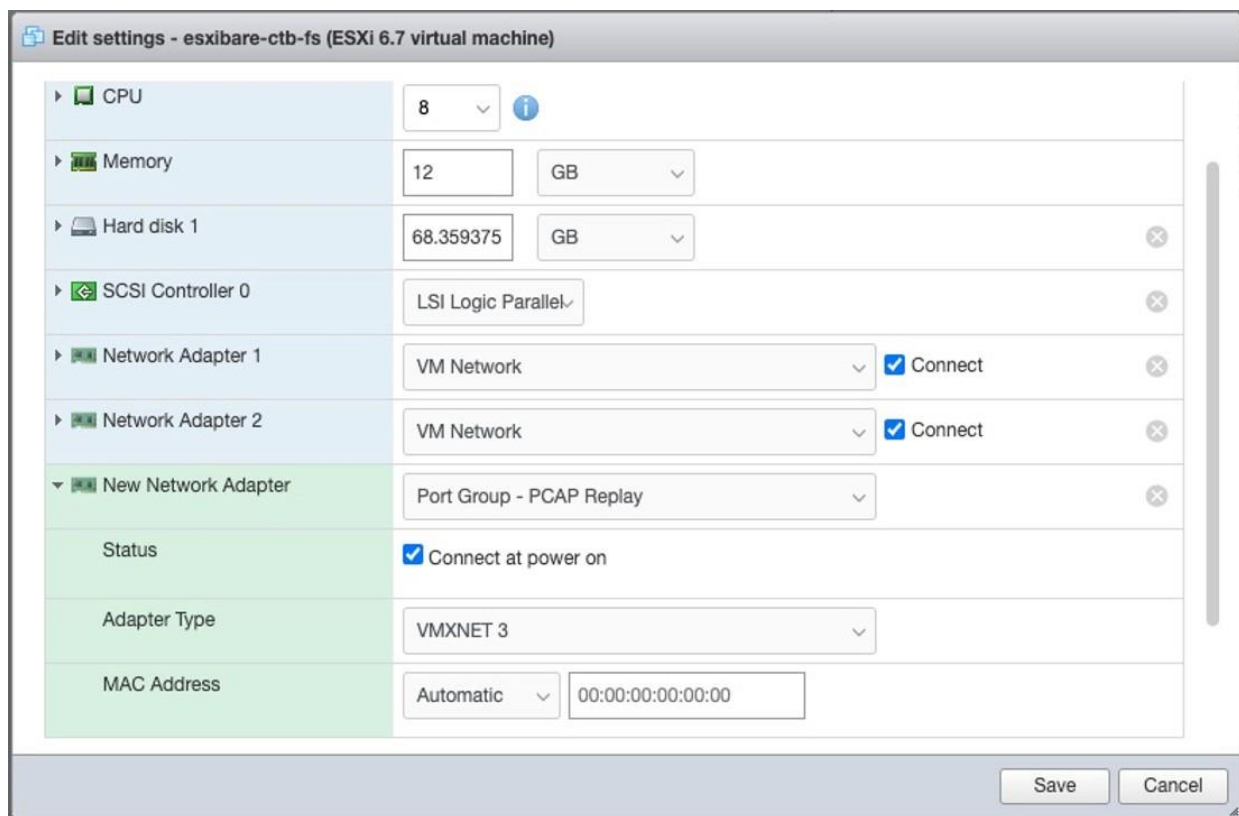 Edit settings - esxibare-ctb-fs (ESXi 6.7 virtual machine)
CPU 8
Memory 12 GB
Hard disk 1 68.359375 GB
SCSI Controller 0 LSI Logic Parallel
Network Adapter 1 VM Network Connect
Network Adapter 2 VM Network Connect
New Network Adapter Port Group - PCAP Replay
Status Connect at power on
Adapter Type VMXNET 3
MAC Address Automatic 00:00:00:00:00:00
Save Cancel